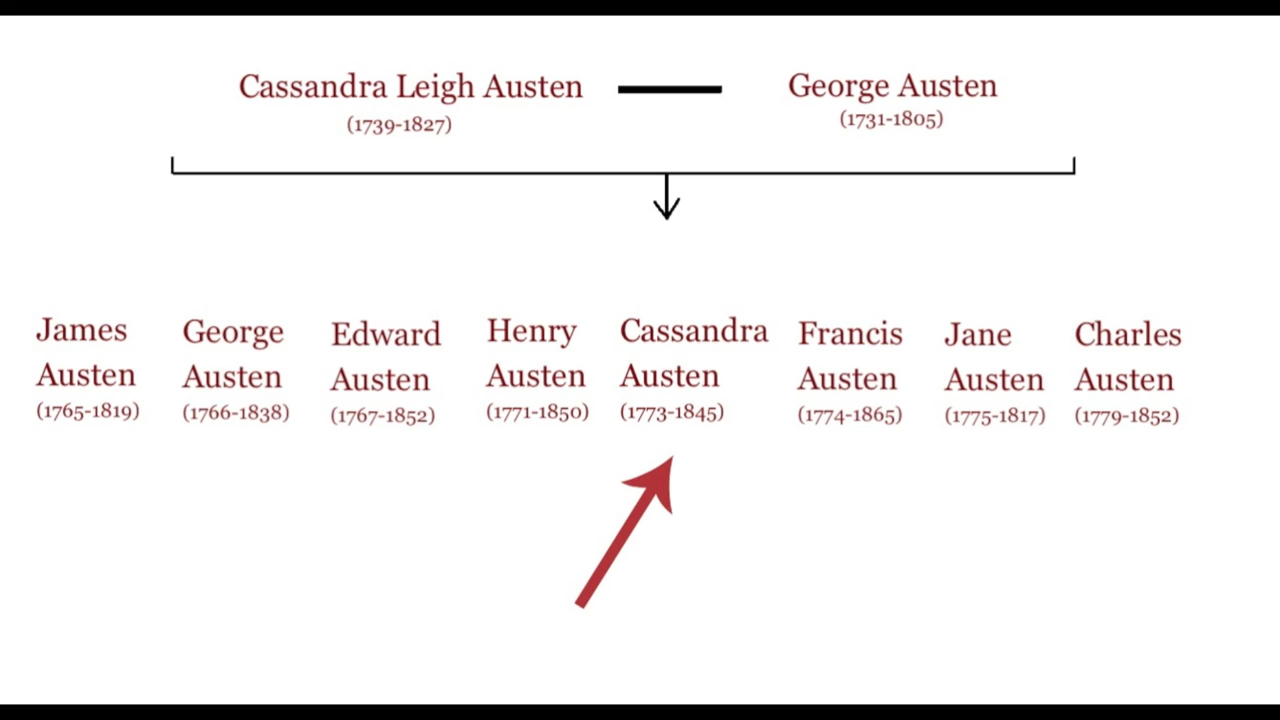 Cassandra Leigh Austen
(1739-1827)
George Austen
(1731-1805)
James
Austen
(1765-1819)
George
Austen
(1766-1838)
Edward
Austen
(1767-1852)
Henry
Austen
(1771-1850)
Cassandra
Austen
(1773-1845)
Francis
Austen
(1774-1865)
Jane
Austen
(1775-1817)
Charles
Austen
(1779-1852)